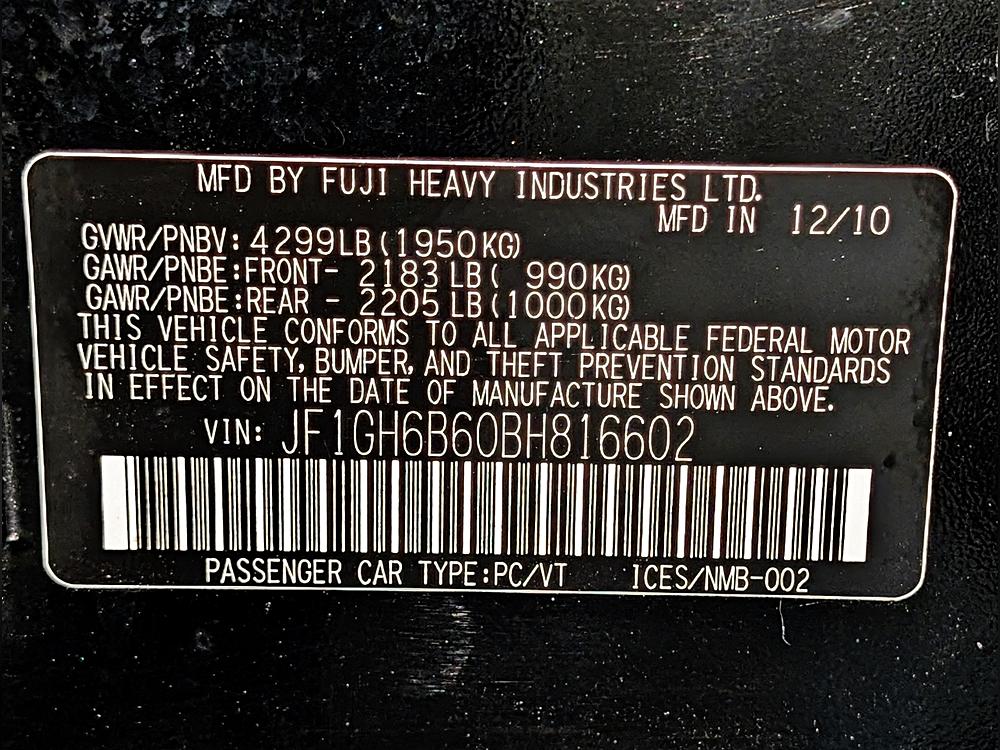 MFD BY FUJI HEAVY INDUSTRIES LTD.
MFD IN 12/10
GVWR/PNBV: 4299LB(1950KG)
GAWR/PNBE:FRONT- 2183LB( 990KG)
GAWR/PNBE:REAR - 2205LB(1000KG)
THIS VEHICLE CONFORMS TO ALL APPLICABLE FEDERAL MOTOR
VEHICLE SAFETY, BUMPER, AND THEFT PREVENTION STANDARDS
IN EFFECT ON THE DATE OF MANUFACTURE SHOWN ABOVE.
VIN: JF1GH6B60BH816602
PASSENGER CAR TYPE:PC/VT ICES/NMB-002